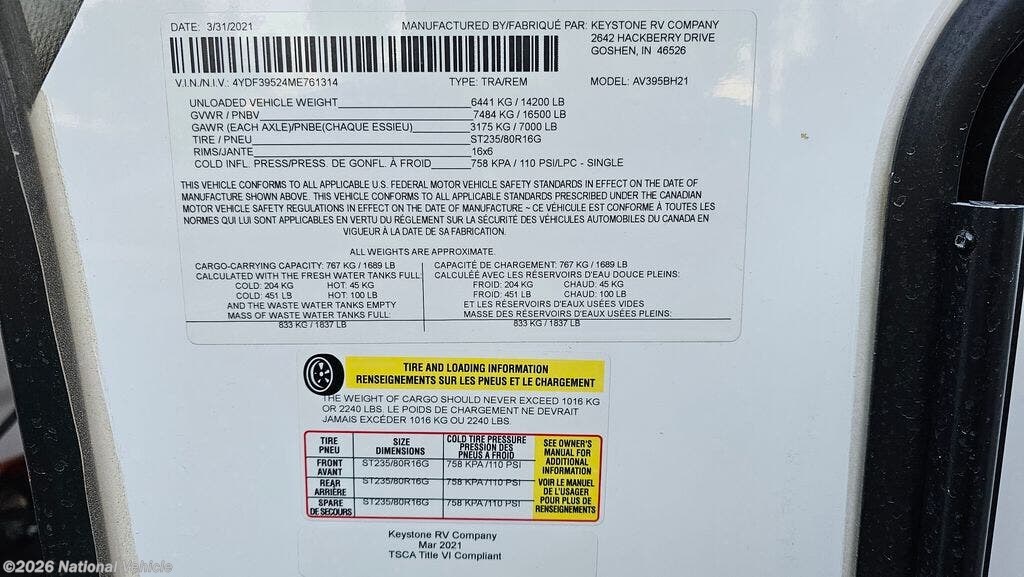 DATE: 3/31/2021 MANUFACTURED BY/FABRIQUÉ PAR: KEYSTONE RV COMPANY
2642 HACKBERRY DRIVE
GOSHEN, IN 46526
V.I.N./N.I.V.: 4YDF39524ME761314 TYPE: TRA/REM MODEL: AV395BH21
UNLOADED VEHICLE WEIGHT 6441 KG / 14200 LB
GVWR / PNBV 7484 KG / 16500 LB
GAWR (EACH AXLE)/PNBE(CHAQUE ESSIEU) 3175 KG / 7000 LB
TIRE / PNEU ST235/80R16G
RIMS/JANTE 16x6
COLD INFL. PRESS/PRESS. DE GONFL. À FROID 758 KPA / 110 PSI/LPC - SINGLE
THIS VEHICLE CONFORMS TO ALL APPLICABLE U.S. FEDERAL MOTOR VEHICLE SAFETY STANDARDS IN EFFECT ON THE DATE OF
MANUFACTURE SHOWN ABOVE. THIS VEHICLE CONFORMS TO ALL APPLICABLE STANDARDS PRESCRIBED UNDER THE CANADIAN
MOTOR VEHICLE SAFETY REGULATIONS IN EFFECT ON THE DATE OF MANUFACTURE ~ CE VÉHICULE EST CONFORME À TOUTES LES
NORMES QUI LUI SONT APPLICABLES EN VERTU DU RÉGLEMENT SUR LA SÉCURITÉ DES VÉHICULES AUTOMOBILES DU CANADA EN
VIGUEUR À LA DATE DE SA FABRICATION.
ALL WEIGHTS ARE APPROXIMATE.
CARGO-CARRYING CAPACITY: 767 KG / 1689 LB
CALCULATED WITH THE FRESH WATER TANKS FULL:
COLD: 204 KG HOT: 45 KG
COLD: 451 LB HOT: 100 LB
AND THE WASTE WATER TANKS EMPTY
MASS OF WASTE WATER TANKS FULL:
833 KG / 1837 LB
CAPACITÉ DE CHARGEMENT: 767 KG / 1689 LB
CALCULÉE AVEC LES RÉSERVOIRS D'EAU DOUCE PLEINS:
FROID: 204 KG CHAUD: 45 KG
FROID: 451 LB CHAUD: 100 LB
ET LES RÉSERVOIRS D'EAUX USÉES VIDES
MASSE DES RÉSERVOIRS D'EAUX USÉES PLEINS:
833 KG / 1837 LB
TIRE AND LOADING INFORMATION
RENSEIGNEMENTS SUR LES PNEUS ET LE CHARGEMENT
THE WEIGHT OF CARGO SHOULD NEVER EXCEED 1016 KG
OR 2240 LBS. LE POIDS DE CHARGEMENT NE DEVRAIT
JAMAIS EXCÉDER 1016 KG OU 2240 LBS.
TIRE
PNEU
SIZE
DIMENSIONS
COLD TIRE PRESSURE
PRESSION DES
PNEUS A FROID
FRONT
AVANT
ST235/80R16G
758 KPA /110 PSI
REAR
ARRIÈRE
ST235/80R16G
758 KPA /110 PSI
SPARE
DE SECOURS
ST235/80R16G
758 KPA /110 PSI
SEE OWNER'S
MANUAL FOR
ADDITIONAL
INFORMATION
VOIR LE MANUEL
DE L'USAGER
POUR PLUS DE
RENSEIGNEMENTS
Keystone RV Company
Mar 2021
TSCA Title VI Compliant
©2026 National Vehicle